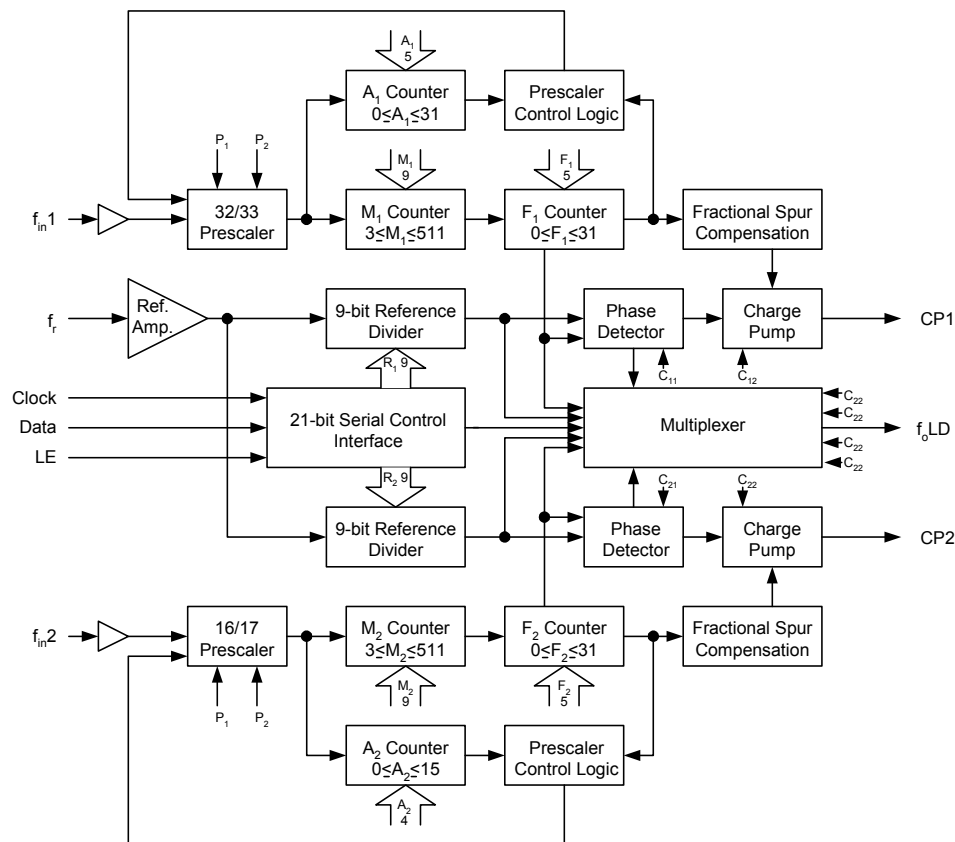 A₁
5
A₁ Counter
0≤A₁≤31
Prescaler
Control Logic
P₁ P₂
M₁
9
F₁
5
f_in1
32/33
Prescaler
M₁ Counter
3≤M₁≤511
F₁ Counter
0≤F₁≤31
Fractional Spur
Compensation
f_r
Ref.
Amp.
9-bit Reference
Divider
Phase
Detector
Charge
Pump
CP1
R₁ 9
C₁₁
C₁₂
Clock
Data
LE
21-bit Serial Control
Interface
Multiplexer
C₂₂
C₂₂
C₂₂
C₂₂
f_oLD
R₂ 9
C₂₁
C₂₂
9-bit Reference
Divider
Phase
Detector
Charge
Pump
CP2
f_in2
16/17
Prescaler
M₂ Counter
3≤M₂≤511
F₂ Counter
0≤F₂≤31
Fractional Spur
Compensation
P₁ P₂
M₂
9
F₂
5
A₂ Counter
0≤A₂≤15
Prescaler
Control Logic
A₂
4